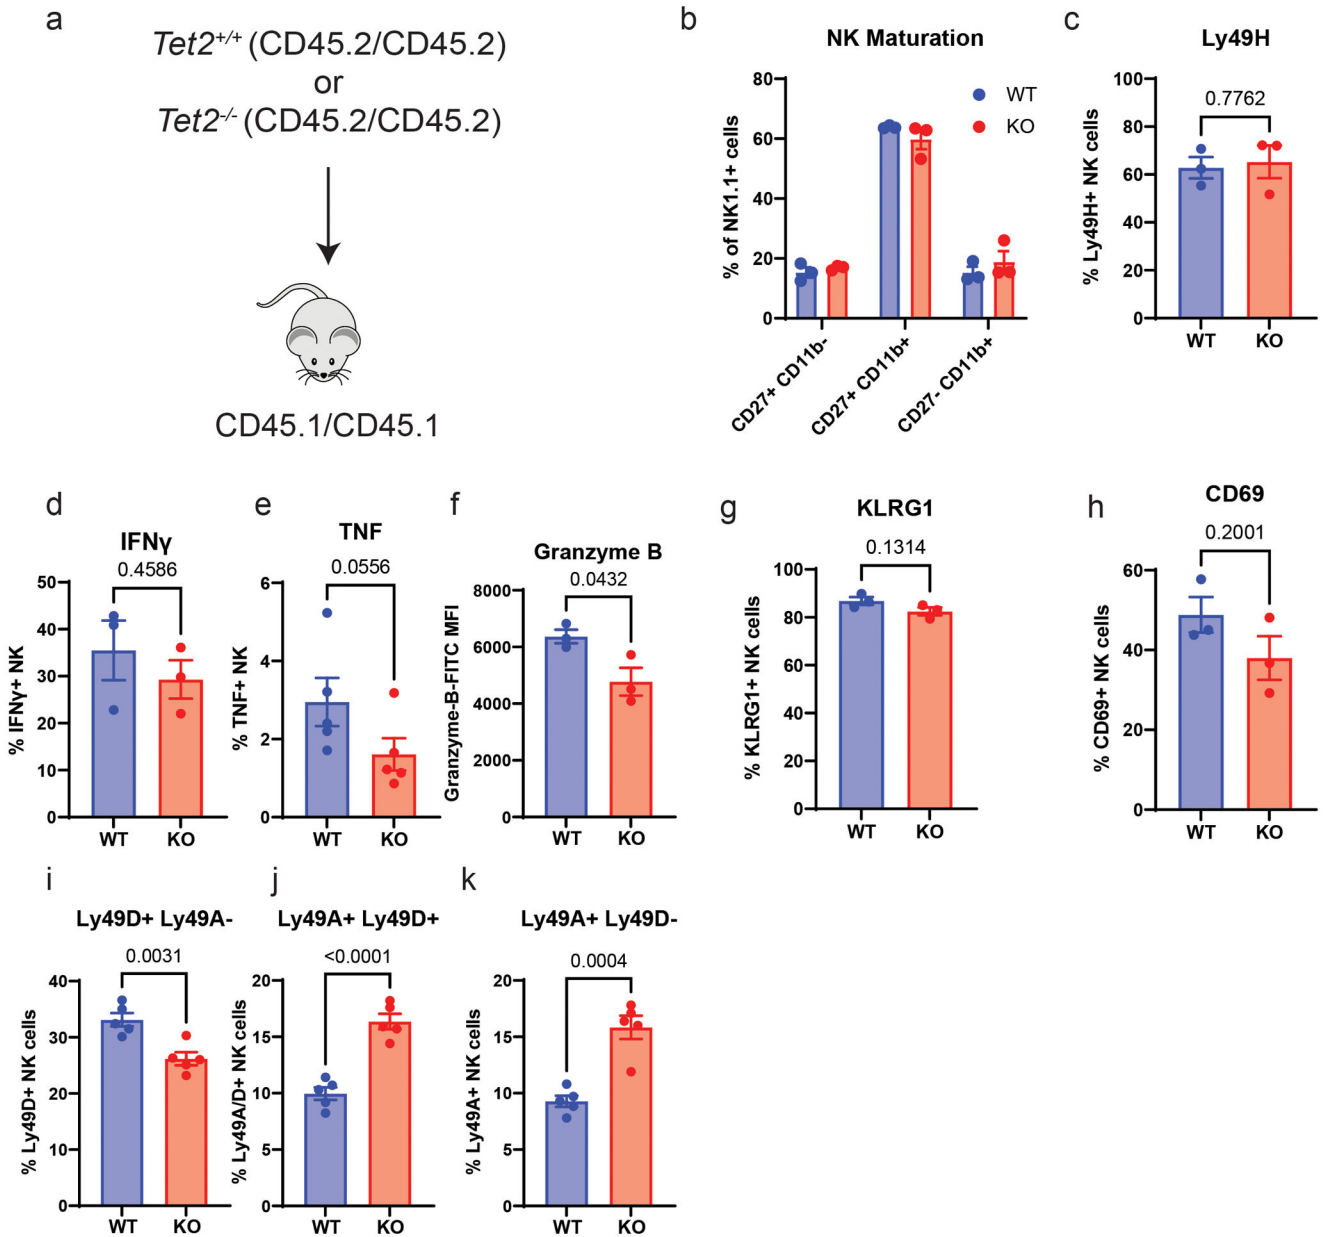 a
Tet2+/+ (CD45.2/CD45.2)
or
Tet2-/- (CD45.2/CD45.2)
CD45.1/CD45.1
b
NK Maturation
% of NK1.1+ cells
80
60
40
20
0
WT
KO
CD27+ CD11b-
CD27+ CD11b+
CD27- CD11b+
c
Ly49H
0.7762
% Ly49H+ NK cells
100
80
60
40
20
0
WT KO
d
IFNγ
0.4586
% IFNγ+ NK
50
40
30
20
10
0
WT KO
e
TNF
0.0556
% TNF+ NK
6
4
2
0
WT KO
f
Granzyme B
0.0432
Granzyme-B-FITC MFI
8000
6000
4000
2000
0
WT KO
g
KLRG1
0.1314
% KLRG1+ NK cells
100
80
60
40
20
0
WT KO
h
CD69
0.2001
% CD69+ NK cells
60
40
20
0
WT KO
i
Ly49D+ Ly49A-
0.0031
% Ly49D+ NK cells
40
30
20
10
0
WT KO
j
Ly49A+ Ly49D+
<0.0001
% Ly49A/D+ NK cells
20
15
10
5
0
WT KO
k
Ly49A+ Ly49D-
0.0004
% Ly49A+ NK cells
20
15
10
5
0
WT KO